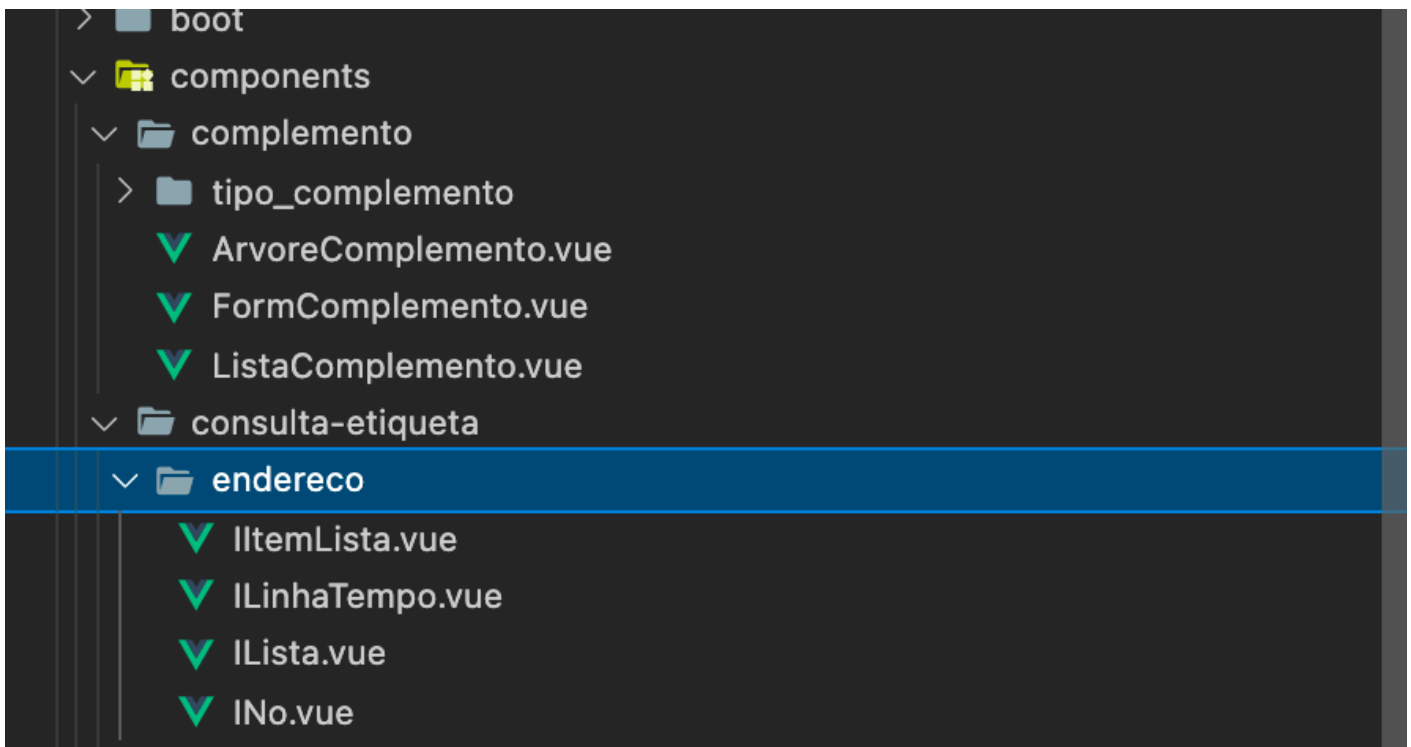 boot
components
complemento
tipo_complemento
ArvoreComplemento.vue
FormComplemento.vue
ListaComplemento.vue
consulta-etiqueta
endereco
IItemLista.vue
ILinhaTempo.vue
ILista.vue
INo.vue